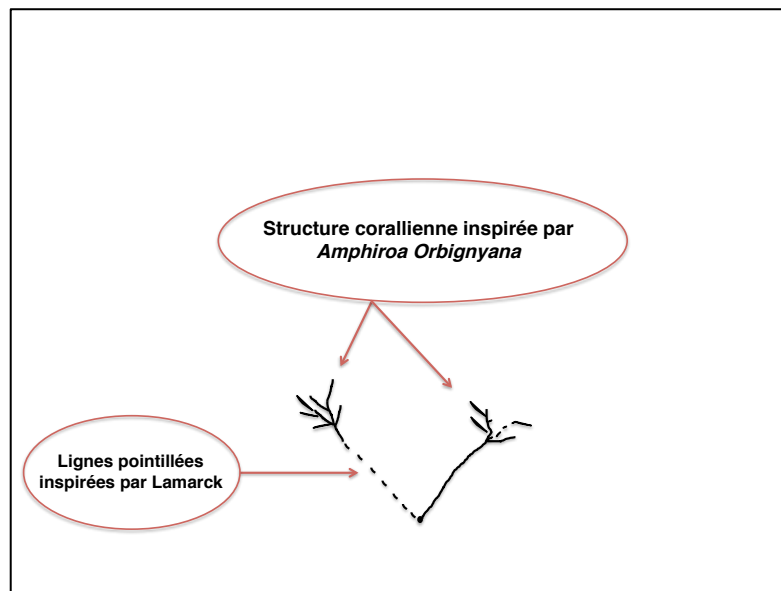 Structure corallienne inspirée par
Amphiroa Orbignyana
Lignes pointillées
inspirées par Lamarck